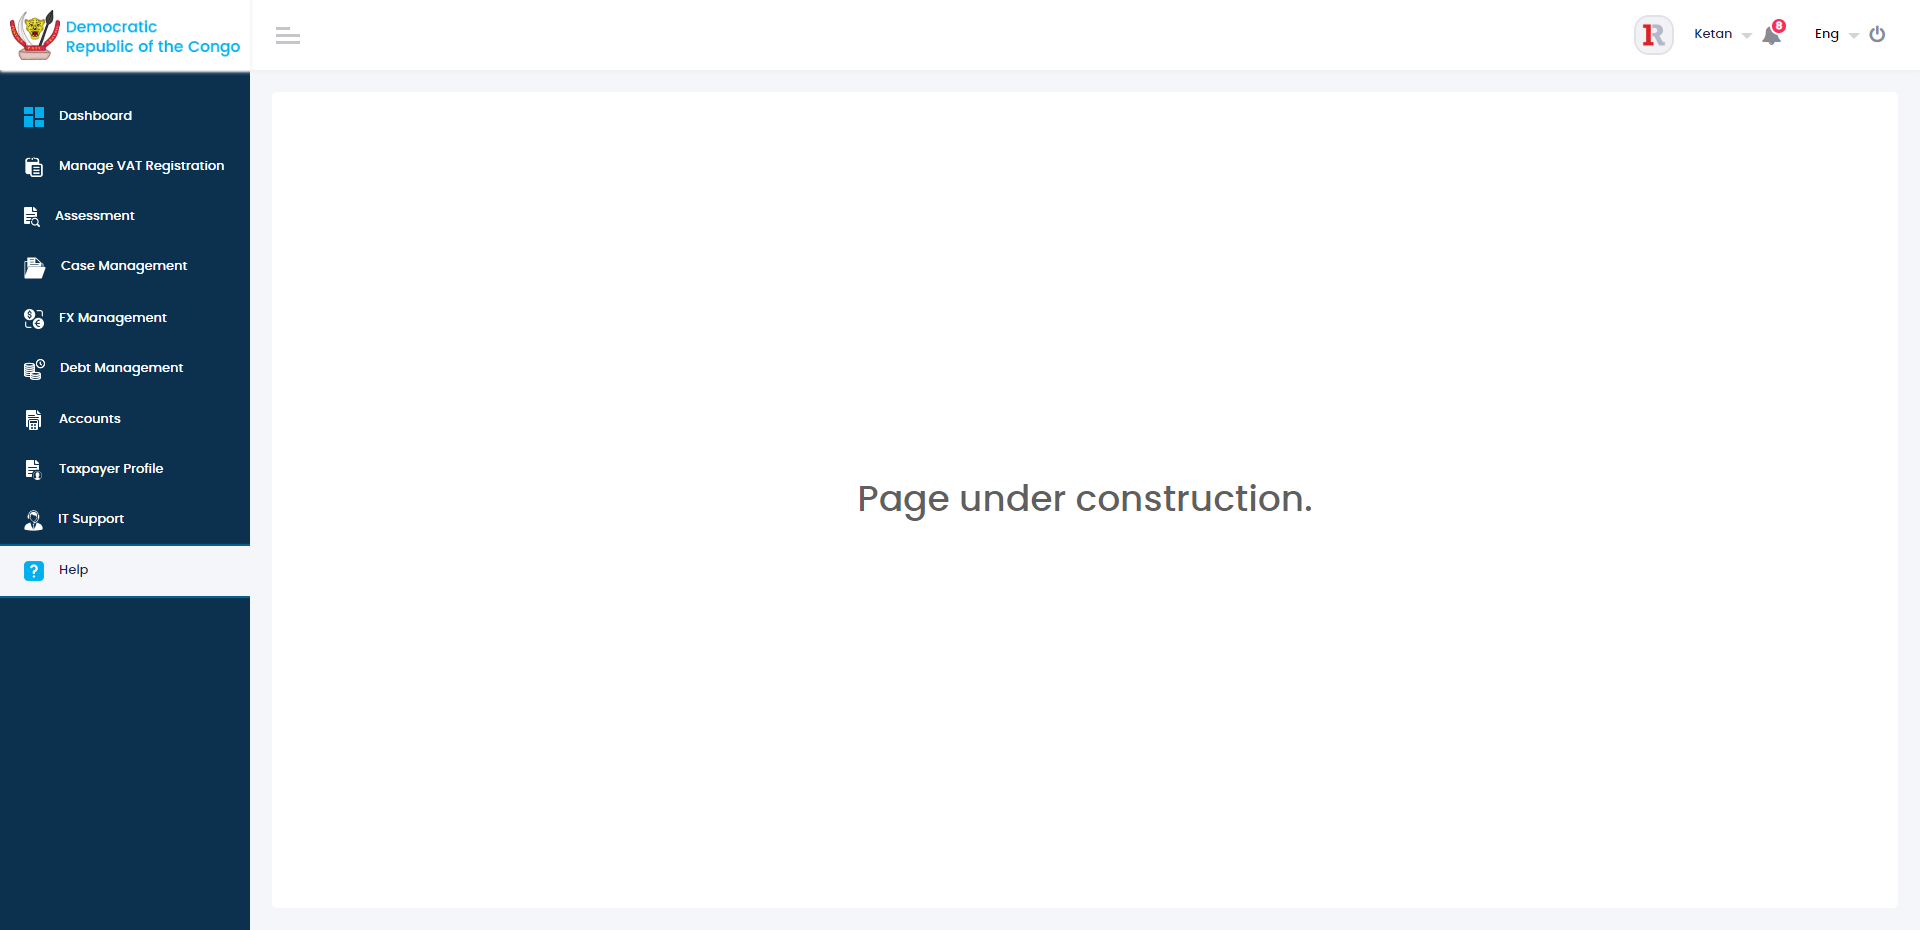 Democratic
Republic of the Congo
1R
Ketan
8
Eng
Dashboard
Manage VAT Registration
Assessment
Case Management
FX Management
Debt Management
Accounts
Taxpayer Profile
IT Support
? Help
Page under construction.